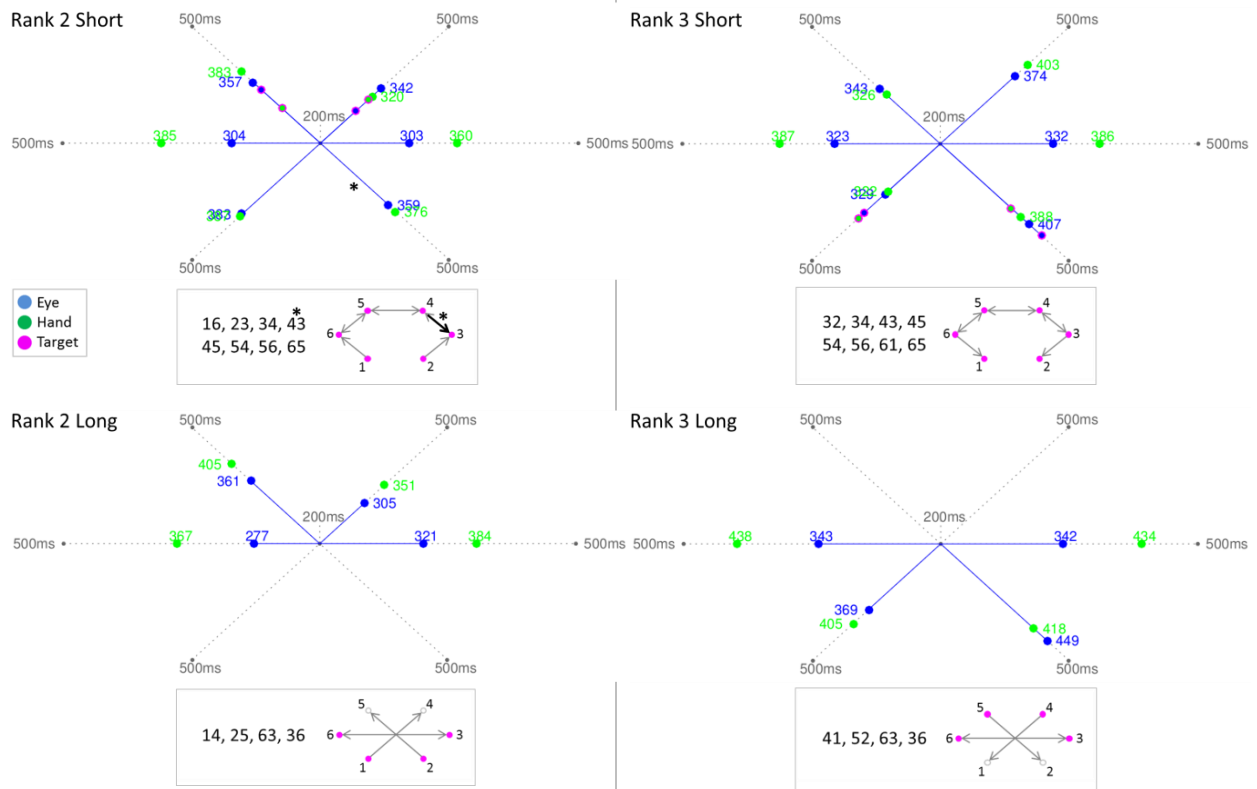 Rank 2 Short
500ms
500ms
383
357
342
320
200ms
385
304
303
360
500ms
500ms
*
383
359
376
500ms
500ms
Eye
Hand
Target
16, 23, 34, 43*
45, 54, 56, 65
5
4
*
6
3
1
2
Rank 3 Short
500ms
500ms
403
374
343
326
200ms
387
323
332
386
500ms
500ms
329
388
407
500ms
500ms
32, 34, 43, 45
54, 56, 61, 65
5
4
6
3
1
2
Rank 2 Long
500ms
500ms
405
361
351
305
200ms
367
277
321
384
500ms
500ms
500ms
500ms
14, 25, 63, 36
5
4
6
3
1
2
Rank 3 Long
500ms
500ms
200ms
438
343
342
434
500ms
500ms
369
405
418
449
500ms
500ms
41, 52, 63, 36
5
4
6
3
1
2